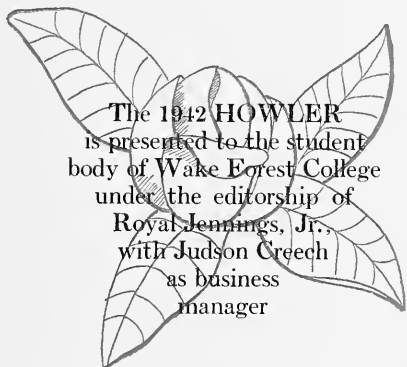 The 1942 HOWLER
is presented to the student
body of Wake Forest College
under the editorship of
Royal Jennings, Jr.,
with Judson Creech
as business
manager